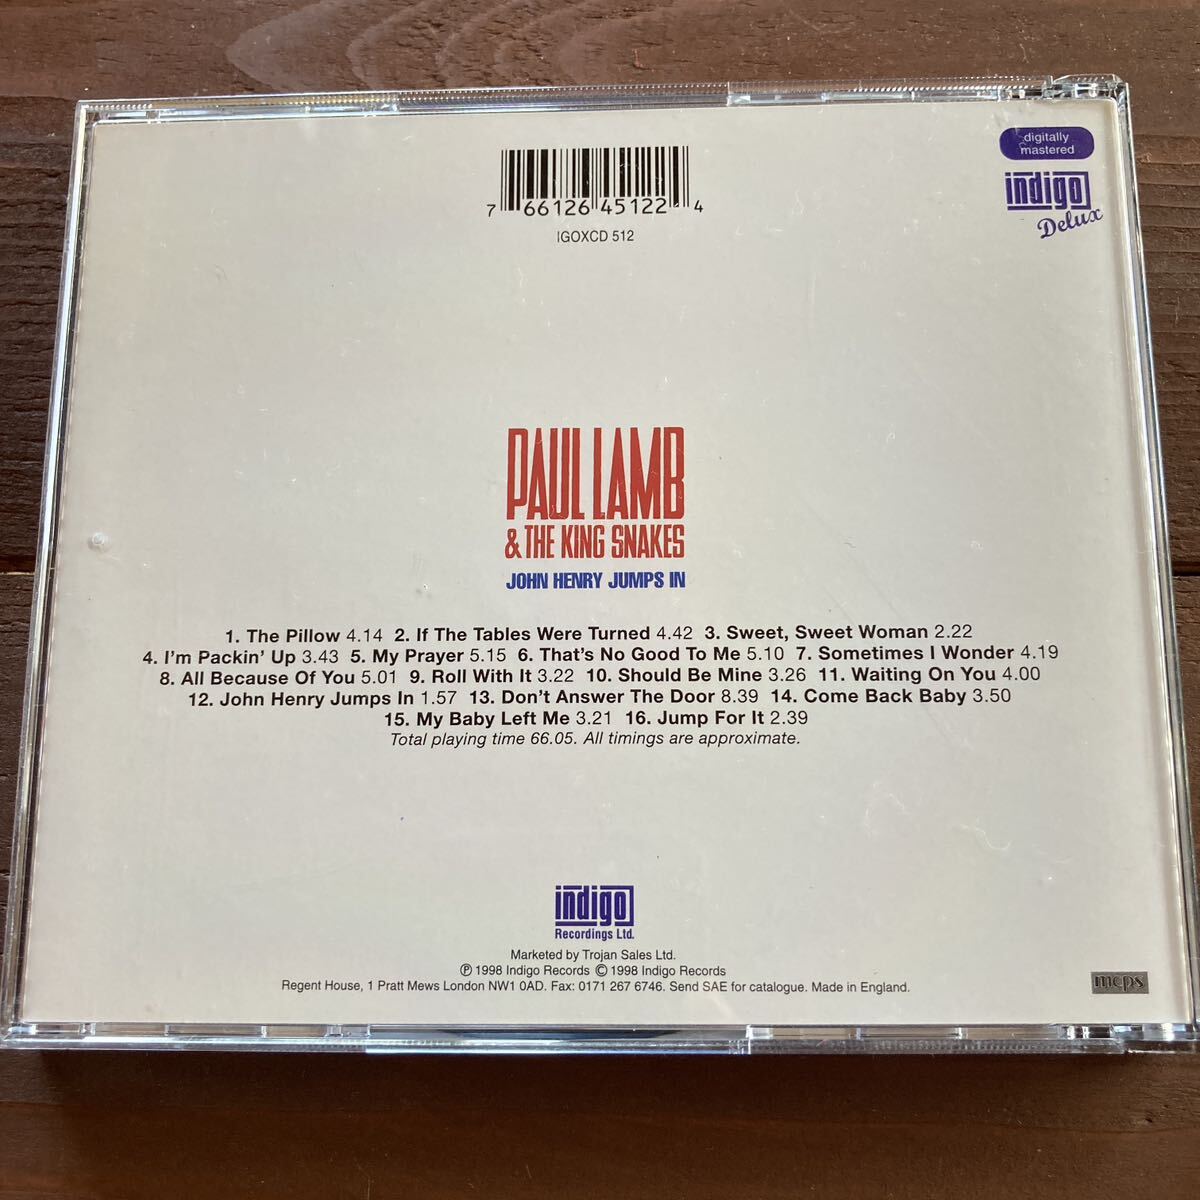 digitally
mastered
indigo
Delux
7 66126 45122 4
IGOXCD 512
PAUL LAMB
& THE KING SNAKES
JOHN HENRY JUMPS IN
1. The Pillow 4.14 2. If The Tables Were Turned 4.42 3. Sweet, Sweet Woman 2.22
4. I'm Packin' Up 3.43 5. My Prayer 5.15 6. That's No Good To Me 5.10 7. Sometimes I Wonder 4.19
8. All Because Of You 5.01 9. Roll With It 3.22 10. Should Be Mine 3.26 11. Waiting On You 4.00
12. John Henry Jumps In 1.57 13. Don't Answer The Door 8.39 14. Come Back Baby 3.50
15. My Baby Left Me 3.21 16. Jump For It 2.39
Total playing time 66.05. All timings are approximate.
indigo
Recordings Ltd.
Marketed by Trojan Sales Ltd.
℗ 1998 Indigo Records © 1998 Indigo Records
Regent House, 1 Pratt Mews London NW1 0AD. Fax: 0171 267 6746. Send SAE for catalogue. Made in England.
mcps